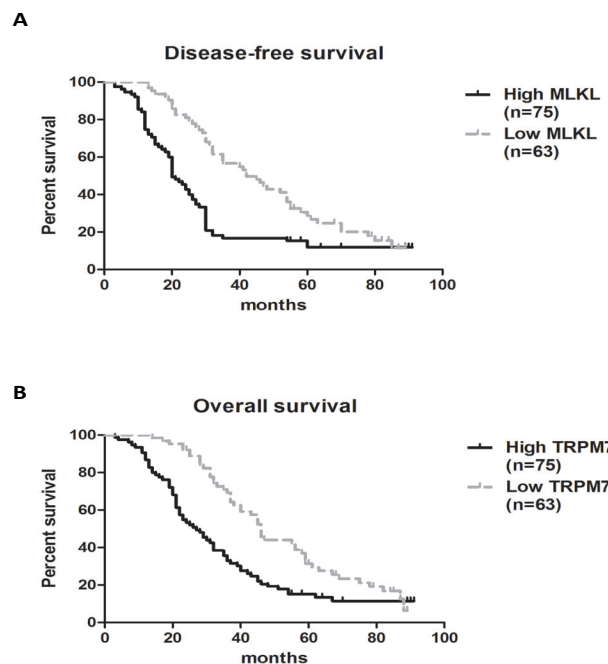 A
Disease-free survival
Percent survival
100
80
60
40
20
0
0 20 40 60 80 100
months
High MLKL
(n=75)
Low MLKL
(n=63)
B
Overall survival
Percent survival
100
80
60
40
20
0
0 20 40 60 80 100
months
High TRPM7
(n=75)
Low TRPM7
(n=63)